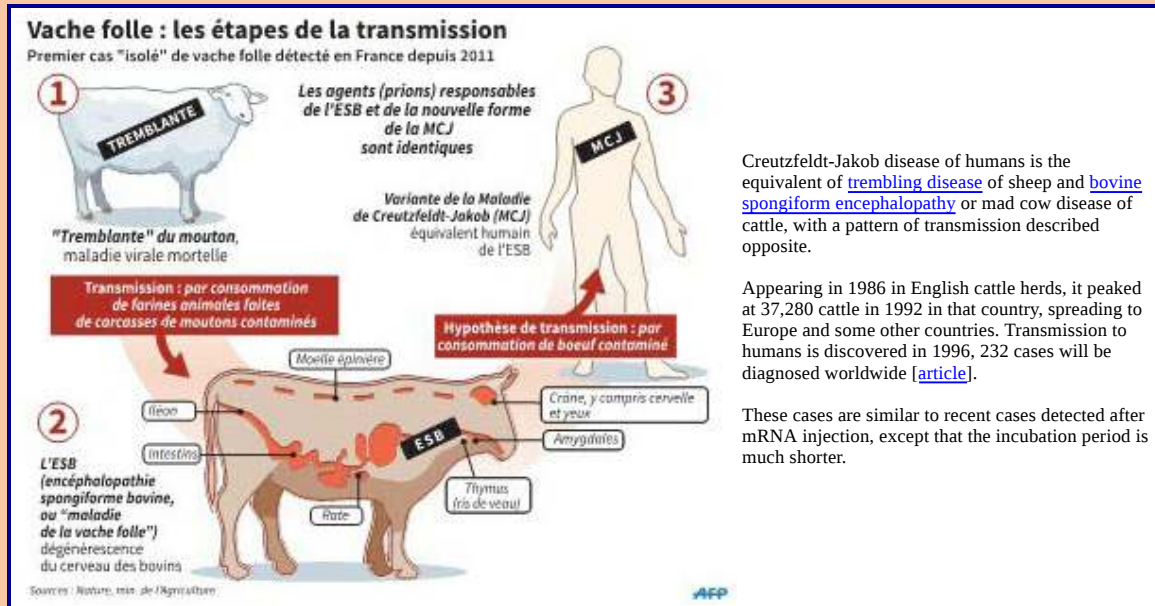 Vache folle : les étapes de la transmission
Premier cas "isolé" de vache folle détecté en France depuis 2011
1
TREMBLANTE
"Tremblante" du mouton,
maladie virale mortelle
Les agents (prions) responsables
de l'ESB et de la nouvelle forme
de la MCJ
sont identiques
3
MCJ
Variante de la Maladie
de Creutzfeldt-Jakob (MCJ)
équivalent humain
de l'ESB
Transmission : par consommation
de farines animales faites
de carcasses de moutons contaminés
Hypothèse de transmission : par
consommation de boeuf contaminé
Moelle épinière
Iléon
Crâne, y compris cervelle
et yeux
2
ESB
Amygdales
Intestins
L'ESB
(encéphalopathie
spongiforme bovine,
ou "maladie
de la vache folle")
dégénérescence
du cerveau des bovins
Thymus
(ris de veau)
Rate
Sources : Nature, min. de l'Agriculture
AFP
Creutzfeldt-Jakob disease of humans is the
equivalent of trembling disease of sheep and bovine
spongiform encephalopathy or mad cow disease of
cattle, with a pattern of transmission described
opposite.
Appearing in 1986 in English cattle herds, it peaked
at 37,280 cattle in 1992 in that country, spreading to
Europe and some other countries. Transmission to
humans is discovered in 1996, 232 cases will be
diagnosed worldwide [article].
These cases are similar to recent cases detected after
mRNA injection, except that the incubation period is
much shorter.